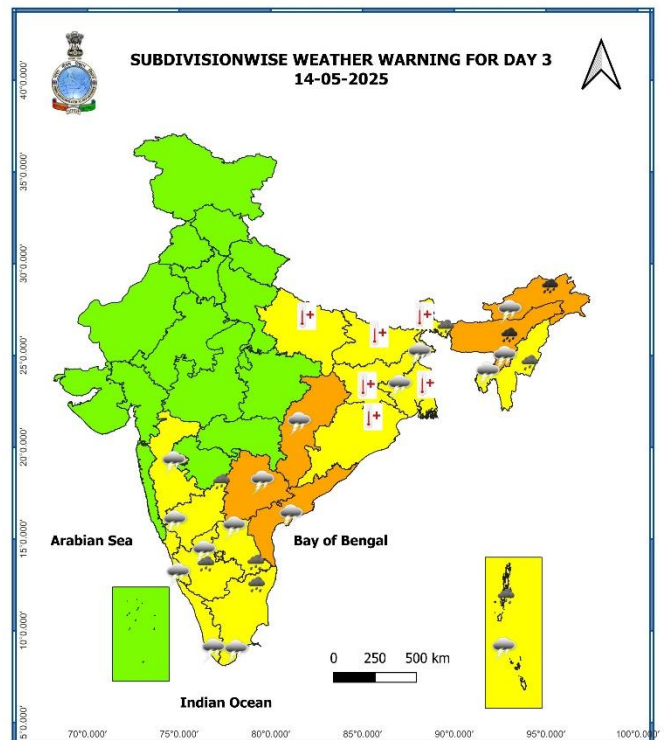 SUBDIVISIONWISE WEATHER WARNING FOR DAY 3
14-05-2025
40°0.000'
35°0.000'
30°0.000'
25°0.000'
20°0.000'
15°0.000'
10°0.000'
5°0.000'
Arabian Sea
Bay of Bengal
0 250 500 km
Indian Ocean
70°0.000' 75°0.000' 80°0.000' 85°0.000' 90°0.000' 95°0.000' 100°0.000'